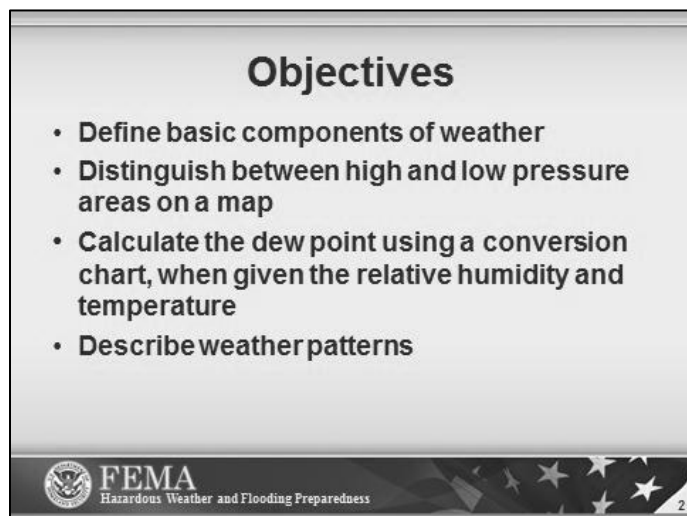 Objectives
• Define basic components of weather
• Distinguish between high and low pressure
areas on a map
• Calculate the dew point using a conversion
chart, when given the relative humidity and
temperature
• Describe weather patterns
FEMA
Hazardous Weather and Flooding Preparedness
2